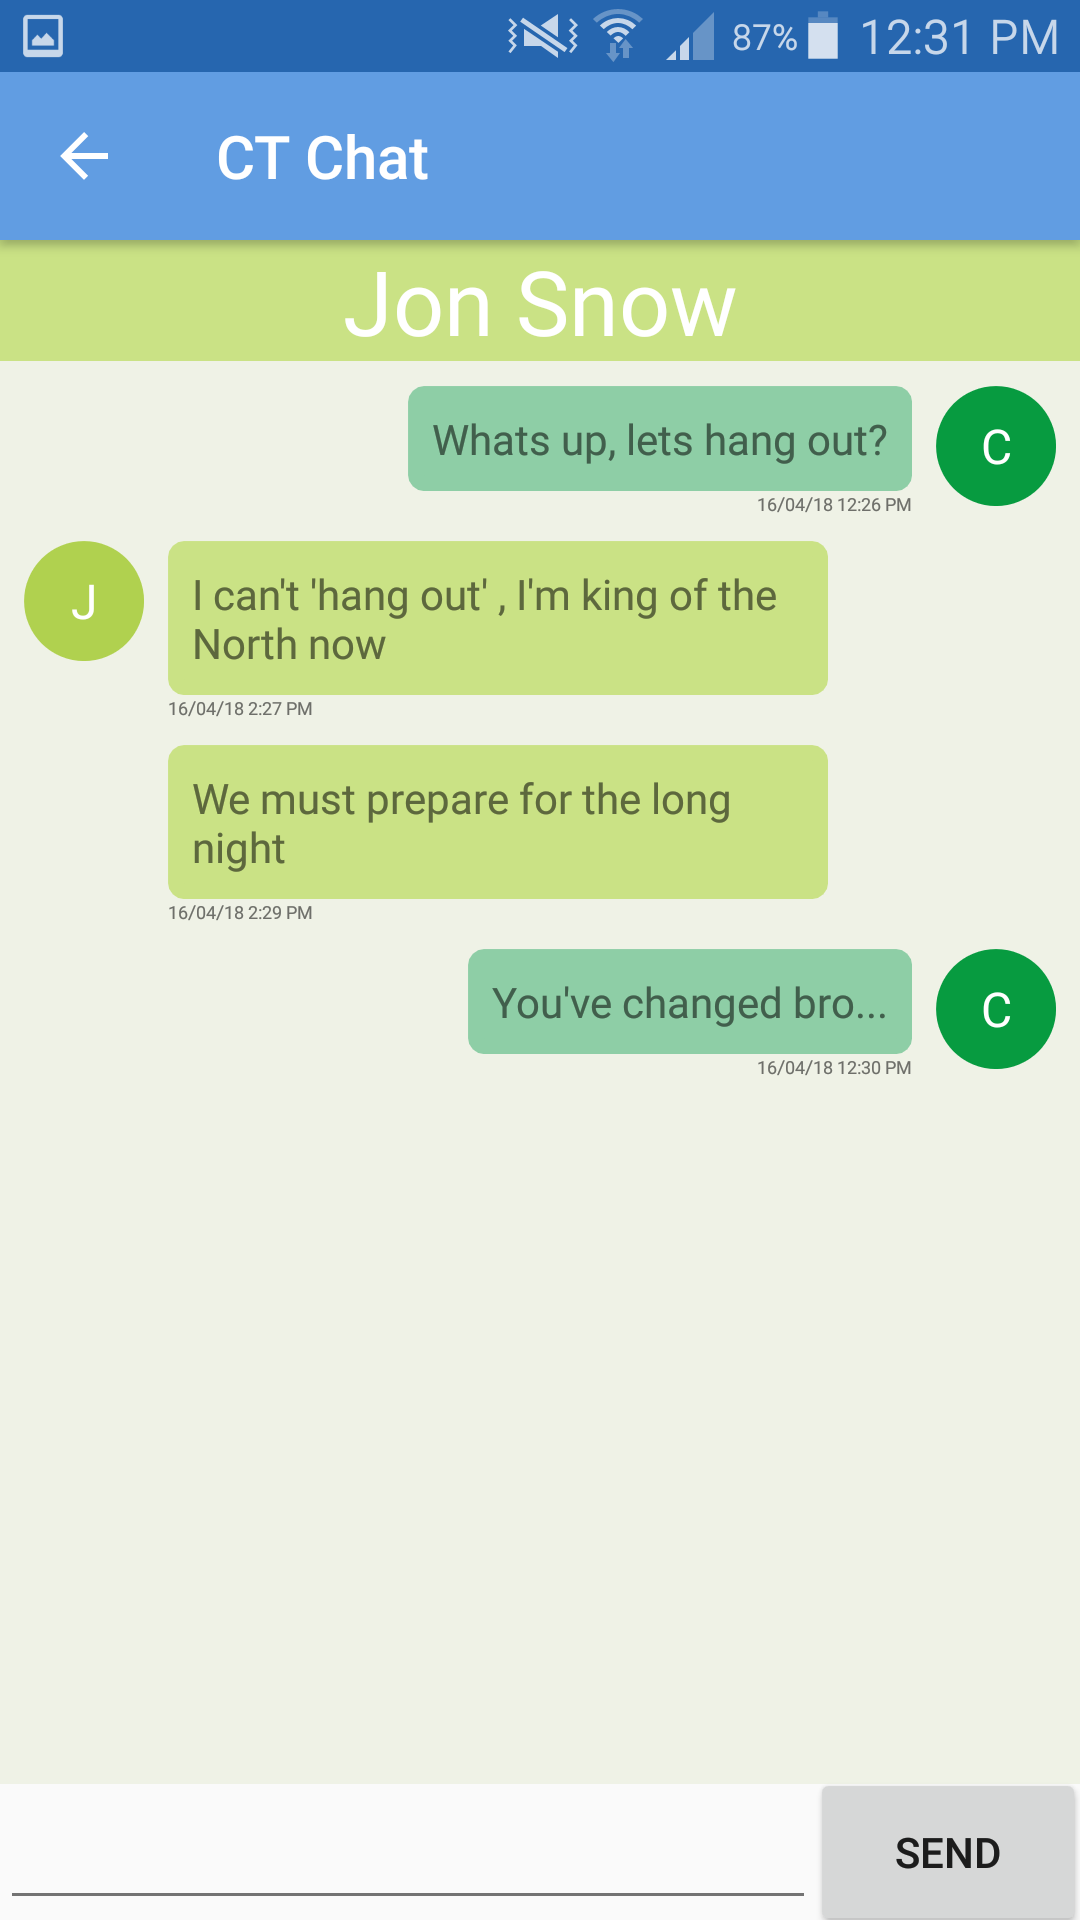 87% 12:31 PM
CT Chat
Jon Snow
Whats up, lets hang out?
C
16/04/18 12:26 PM
J
I can't 'hang out' , I'm king of the
North now
16/04/18 2:27 PM
We must prepare for the long
night
16/04/18 2:29 PM
You've changed bro...
C
16/04/18 12:30 PM
SEND